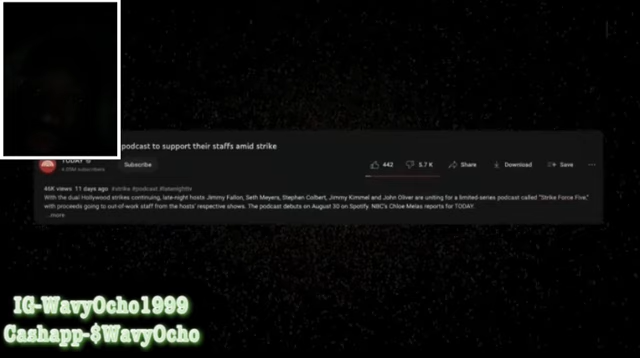 podcast to support their staffs amid strike
TODAY
4.05M subscribers
Subscribe
442
5.7 K
Share
Download
Save
46K views 11 days ago #strike #podcast #latenight
With the dual Hollywood strikes continuing, late-night hosts Jimmy Fallon, Seth Meyers, Stephen Colbert, Jimmy Kimmel and John Oliver are uniting for a limited-series podcast called "Strike Force Five,"
with proceeds going to out-of-work staff from the hosts' respective shows. The podcast debuts on August 30 on Spotify. NBC's Chloe Melas reports for TODAY.
...more
IG-WavyOcho1999
Cashapp-$WavyOcho